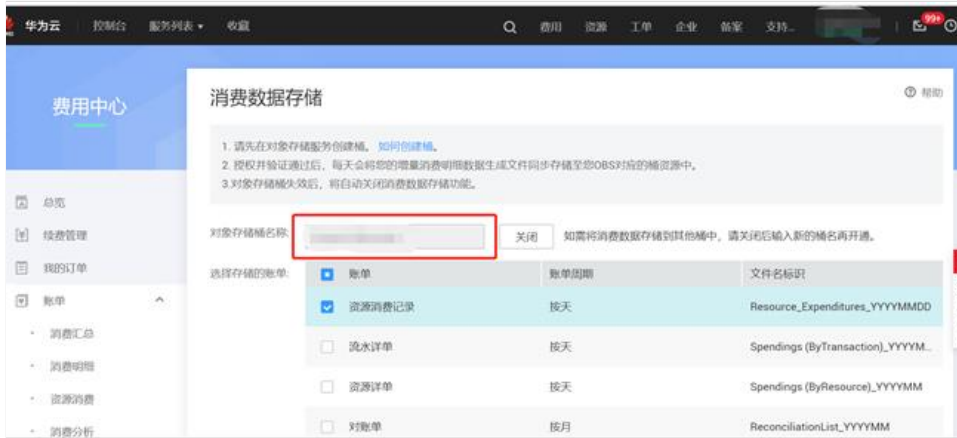 华为云 控制台 服务列表 收藏 费用 资源 工单 企业 备案 支持... 99+
费用中心
消费数据存储
帮助
1. 请先在对象存储服务创建桶。 如何创建桶。
2. 授权并验证通过后，每天会将您的增量消费明细数据生成文件同步存储至您OBS对应的桶资源中。
3.对象存储桶失效后，将自动关闭消费数据存储功能。
总览
续费管理
我的订单
账单
消费汇总
消费明细
资源消费
消费分析
对象存储桶名称: 关闭 如需将消费数据存储到其他桶中，请关闭后输入新的桶名再开通。
选择存储的账单: 账单 账单周期 文件名标识
资源消费记录 按天 Resource_Expenditures_YYYYMMDD
流水详单 按天 Spendings (ByTransaction)_YYYYM...
资源详单 按天 Spendings (ByResource)_YYYYMM
对账单 按月 ReconciliationList_YYYYMM